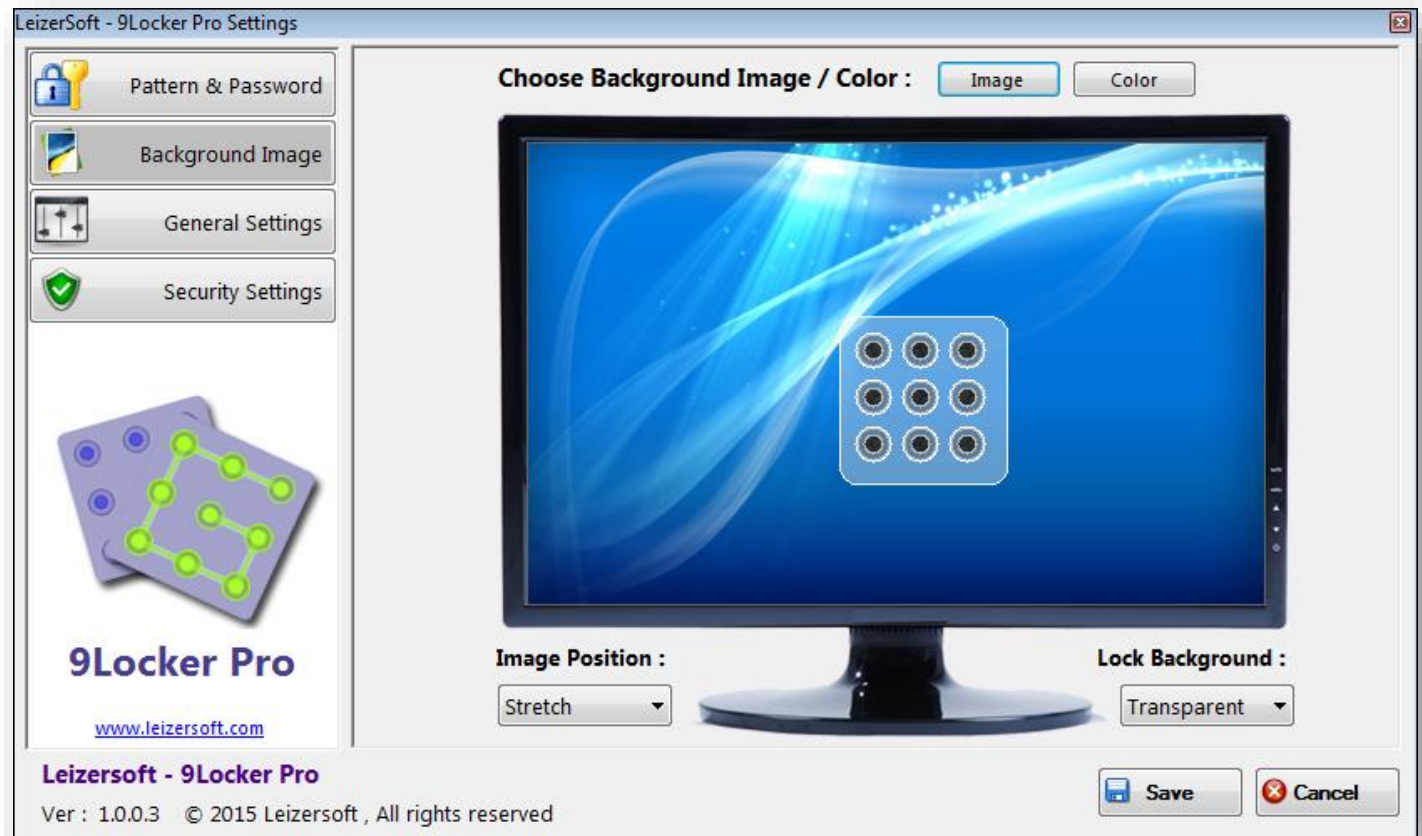 LeizerSoft - 9Locker Pro Settings
Pattern & Password
Background Image
General Settings
Security Settings
9Locker Pro
www.leizersoft.com
Choose Background Image / Color :
Image
Color
Image Position :
Lock Background :
Stretch
Transparent
Leizersoft - 9Locker Pro
Ver : 1.0.0.3 © 2015 Leizersoft , All rights reserved
Save
Cancel